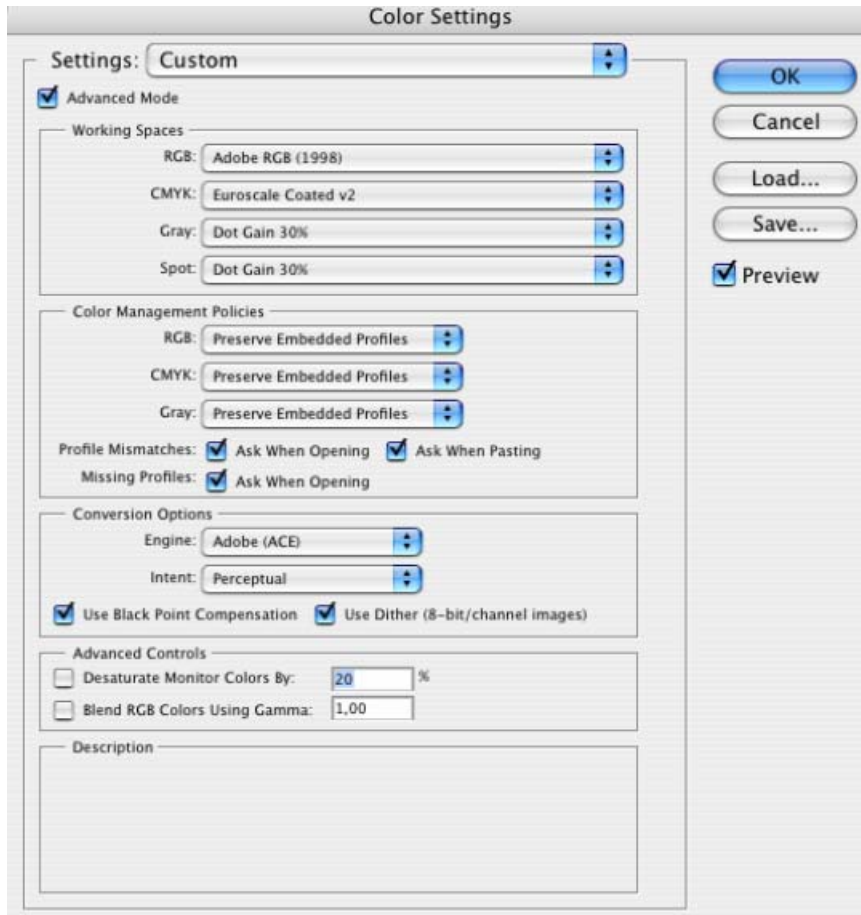 Color Settings
Settings: Custom
Advanced Mode
Working Spaces
RGB: Adobe RGB (1998)
CMYK: Euroscale Coated v2
Gray: Dot Gain 30%
Spot: Dot Gain 30%
Color Management Policies
RGB: Preserve Embedded Profiles
CMYK: Preserve Embedded Profiles
Gray: Preserve Embedded Profiles
Profile Mismatches: Ask When Opening Ask When Pasting
Missing Profiles: Ask When Opening
Conversion Options
Engine: Adobe (ACE)
Intent: Perceptual
Use Black Point Compensation Use Dither (8-bit/channel images)
Advanced Controls
Desaturate Monitor Colors By: 20 %
Blend RGB Colors Using Gamma: 1,00
Description
OK
Cancel
Load...
Save...
Preview